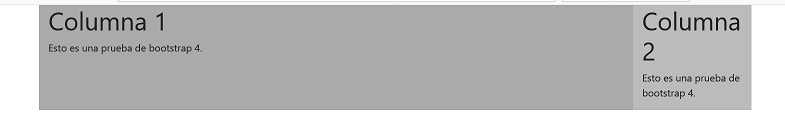 Columna 1
Esto es una prueba de bootstrap 4.
Columna
2
Esto es una prueba de
bootstrap 4.